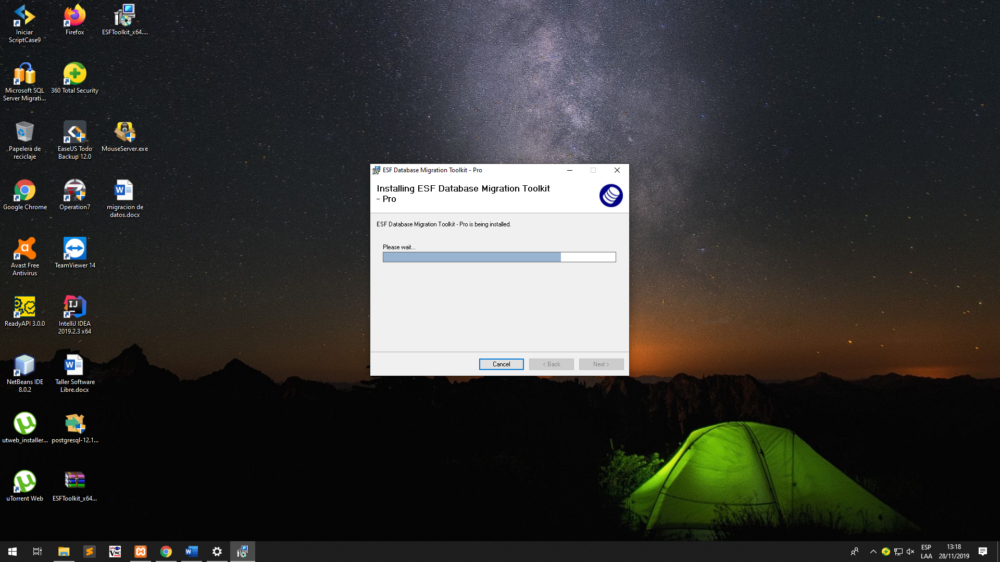 Iniciar
ScriptCase9
Firefox
ESFToolkit_x64....
Microsoft SQL
Server Migrati...
360 Total Security
Papelera de
reciclaje
EaseUS Todo
Backup 12.0
MouseServer.exe
Google Chrome
Operation7
migracion de
datos.docx
Avast Free
Antivirus
TeamViewer 14
ReadyAPI 3.0.0
IJ
IntelliJ IDEA
2019.2.3 x64
NetBeans IDE
8.0.2
Taller Software
Libre.docx
utweb_installer...
postgresql-12.1...
uTorrent Web
ESFToolkit_x64...
ESF Database Migration Toolkit - Pro
Installing ESF Database Migration Toolkit
- Pro
ESF Database Migration Toolkit - Pro is being installed.
Please wait...
Cancel
< Back
Next >
ESP
LAA
13:18
28/11/2019